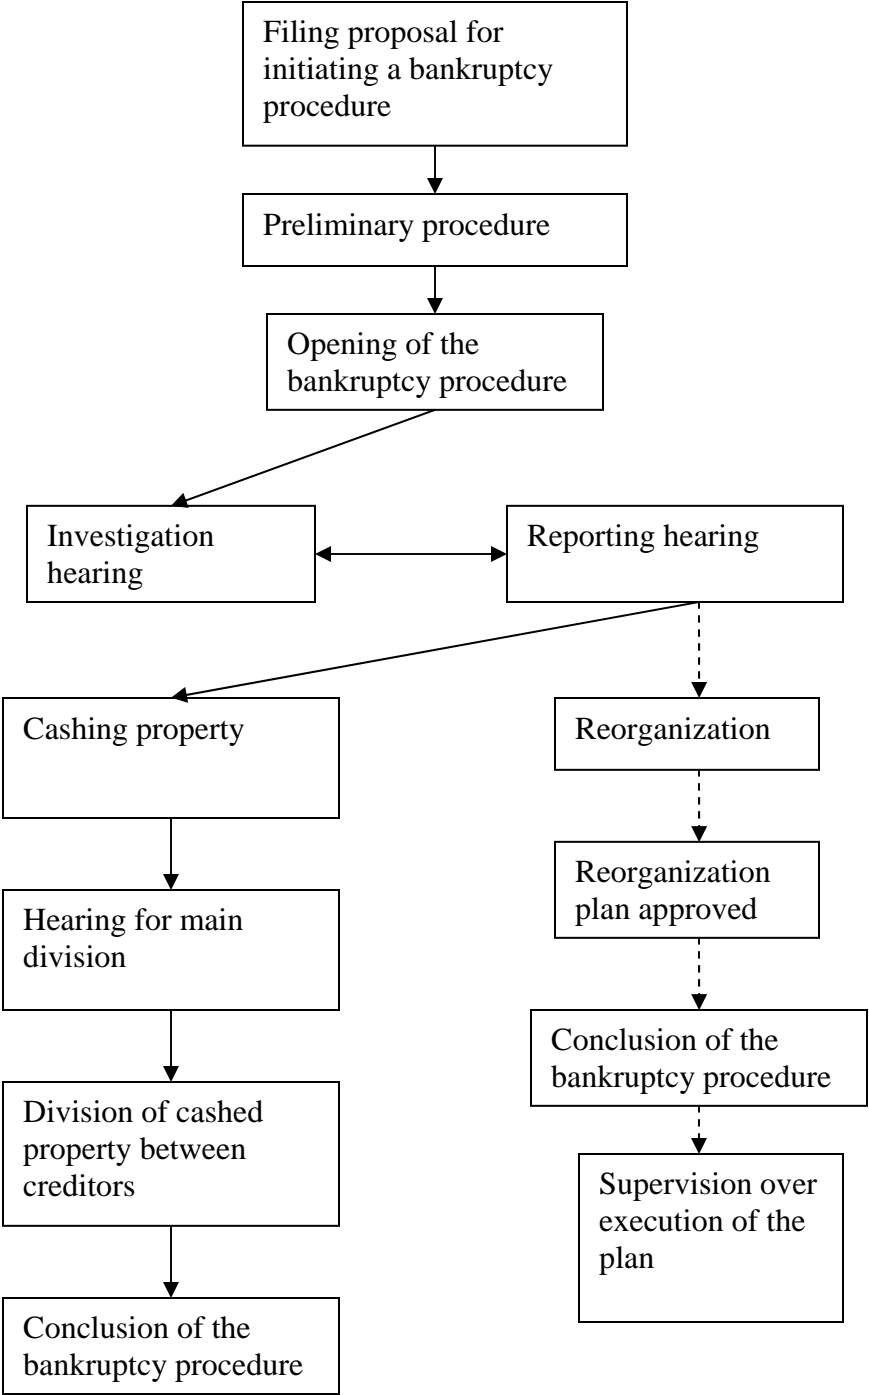 Filing proposal for
initiating a bankruptcy
procedure
Preliminary procedure
Opening of the
bankruptcy procedure
Investigation
hearing
Reporting hearing
Cashing property
Reorganization
Reorganization
plan approved
Hearing for main
division
Conclusion of the
bankruptcy procedure
Division of cashed
property between
creditors
Supervision over
execution of the
plan
Conclusion of the
bankruptcy procedure